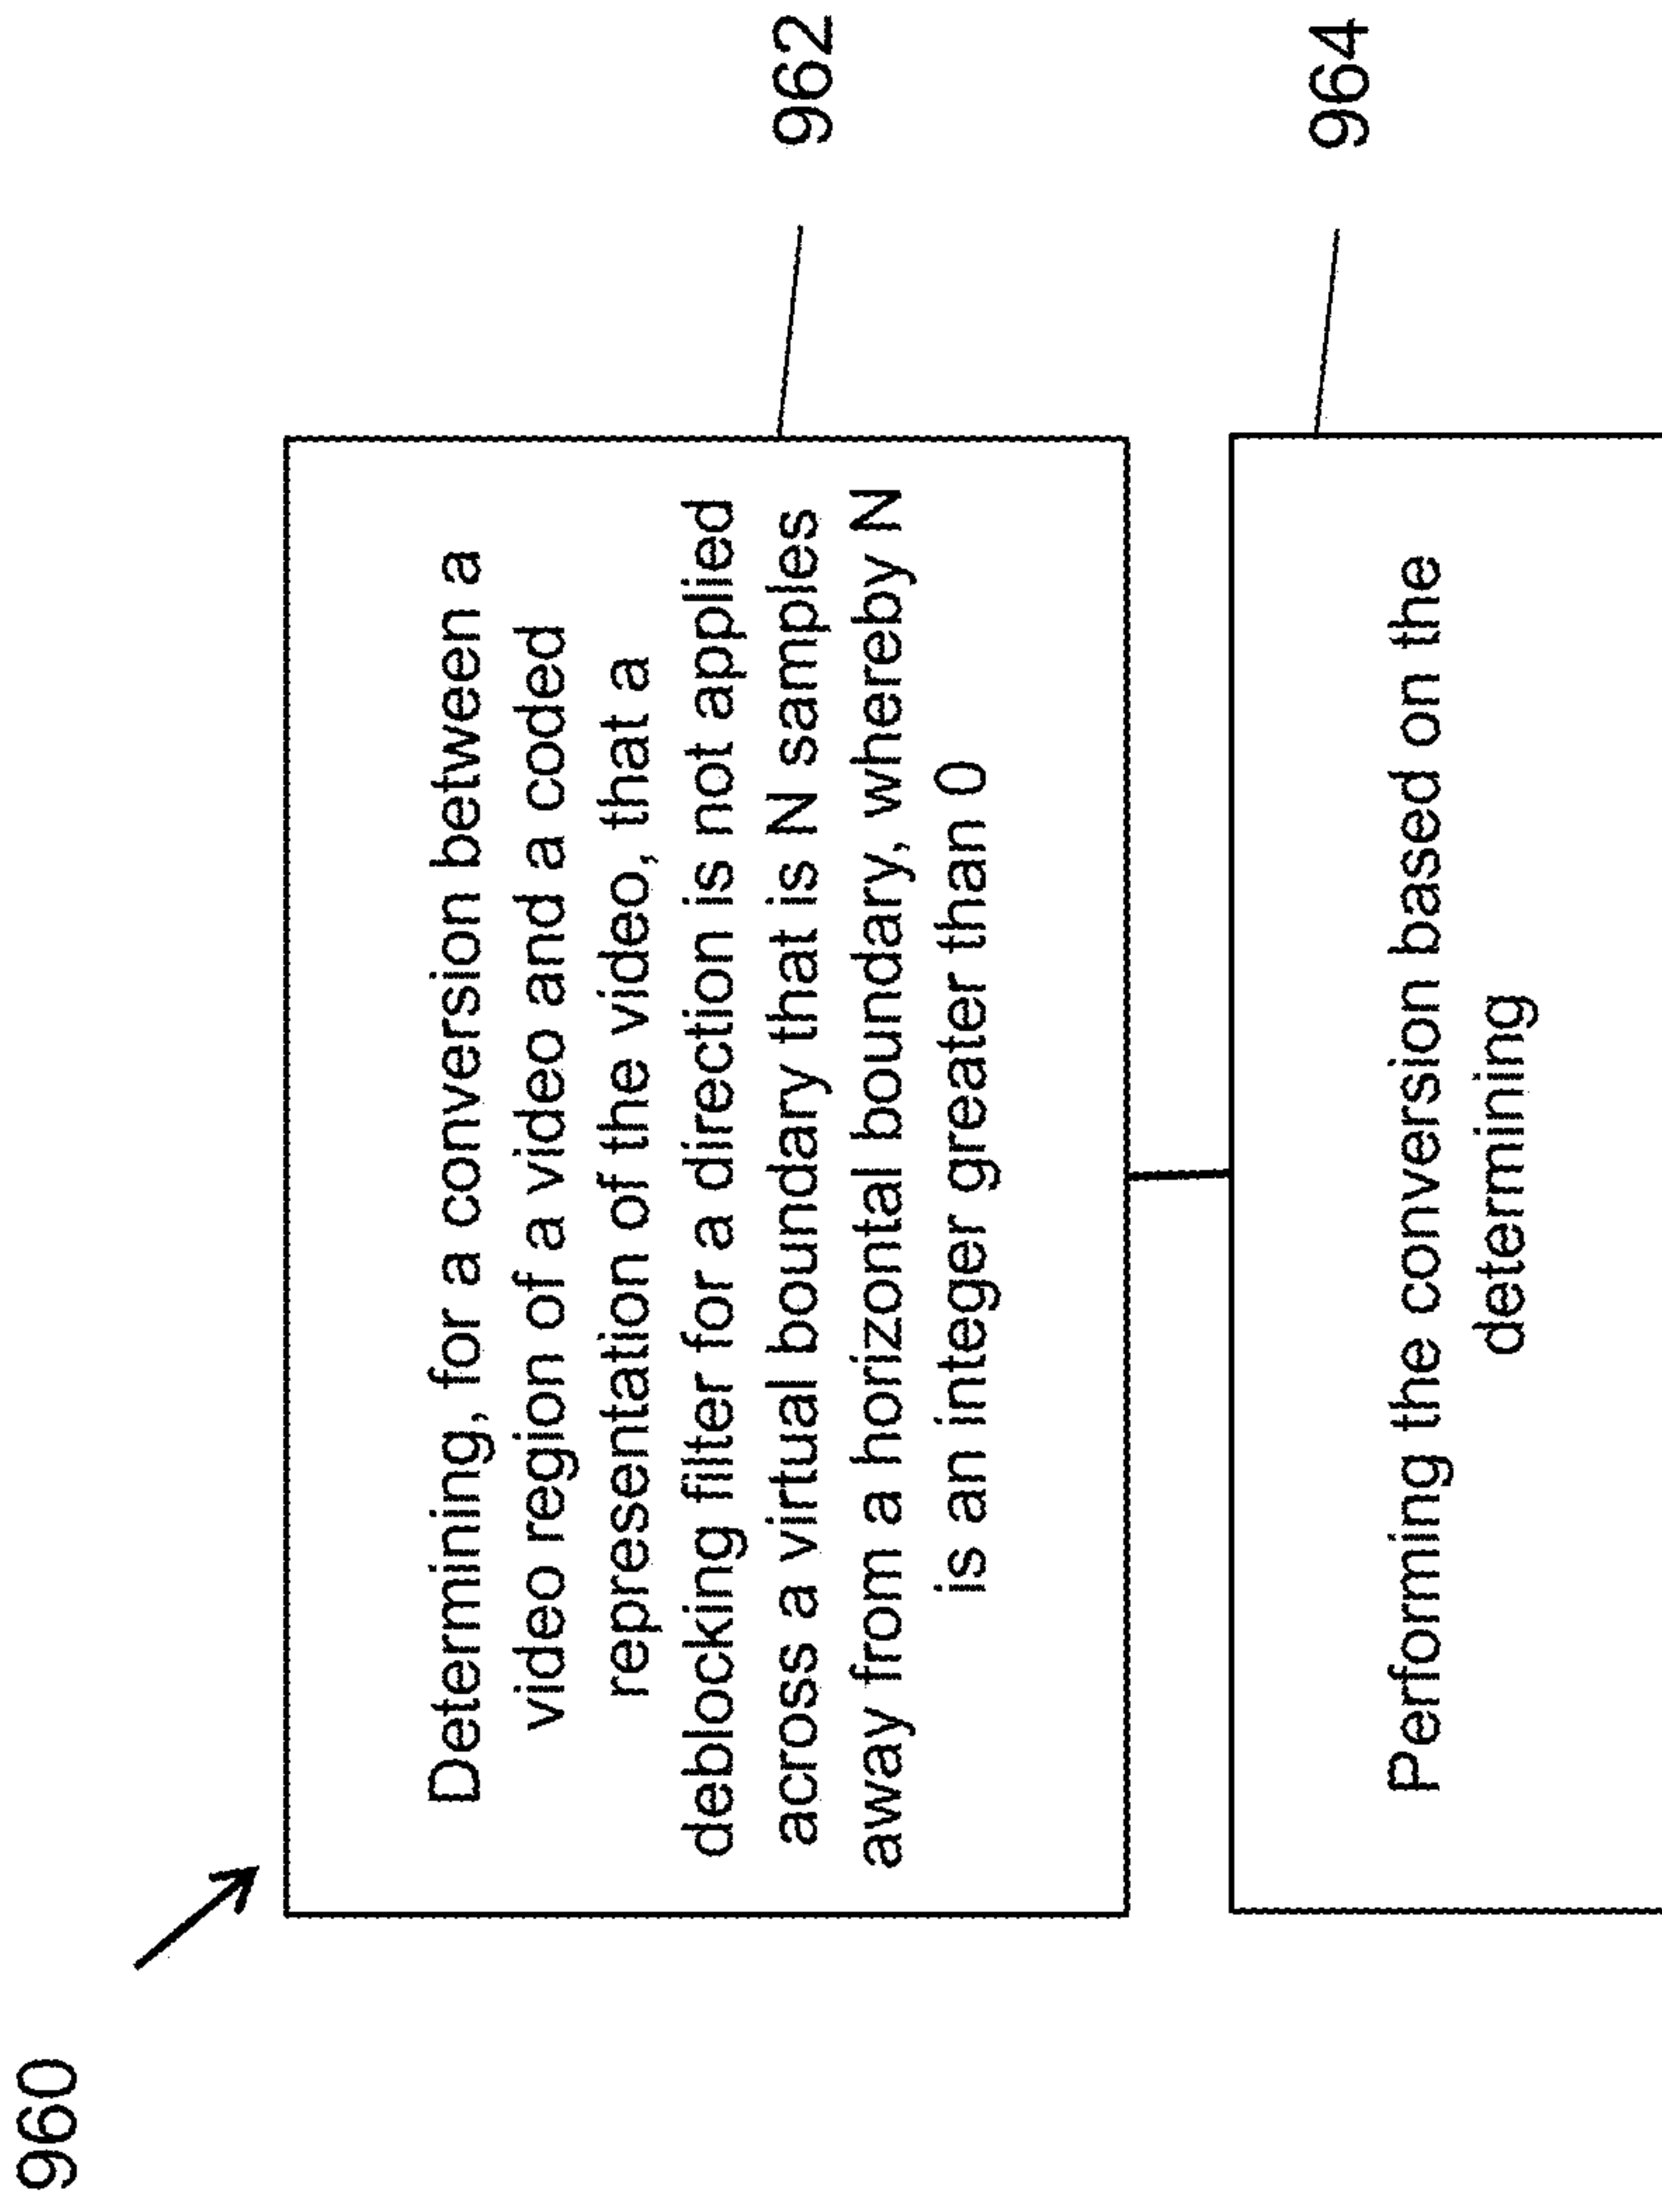 960
Determining, for a conversion between a
video region of a video and a coded
representation of the video, that a
deblocking filter for a direction is not applied
across a virtual boundary that is N samples
away from a horizontal boundary, whereby N
is an integer greater than 0
962
Performing the conversion based on the
determining
964